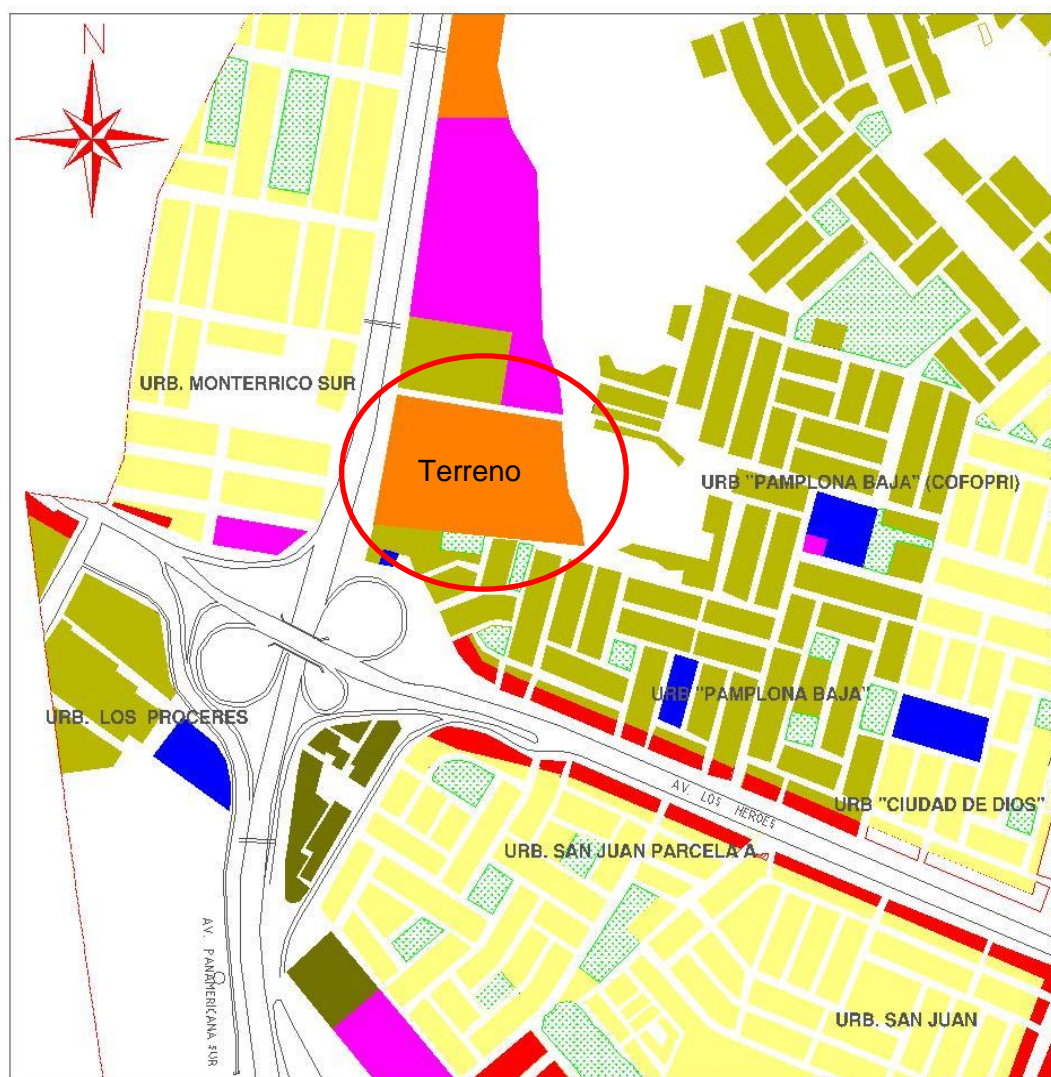 N
URB. MONTERRICO SUR
Terreno
URB "PAMPLONA BAJA" (COFOPRI)
URB "PAMPLONA BAJA"
URB. LOS PROCERES
AV. LOS HEROES
URB "CIUDAD DE DIOS"
URB. SAN JUAN PARCELA A
AV. PANAMERICANA SUR
URB. SAN JUAN